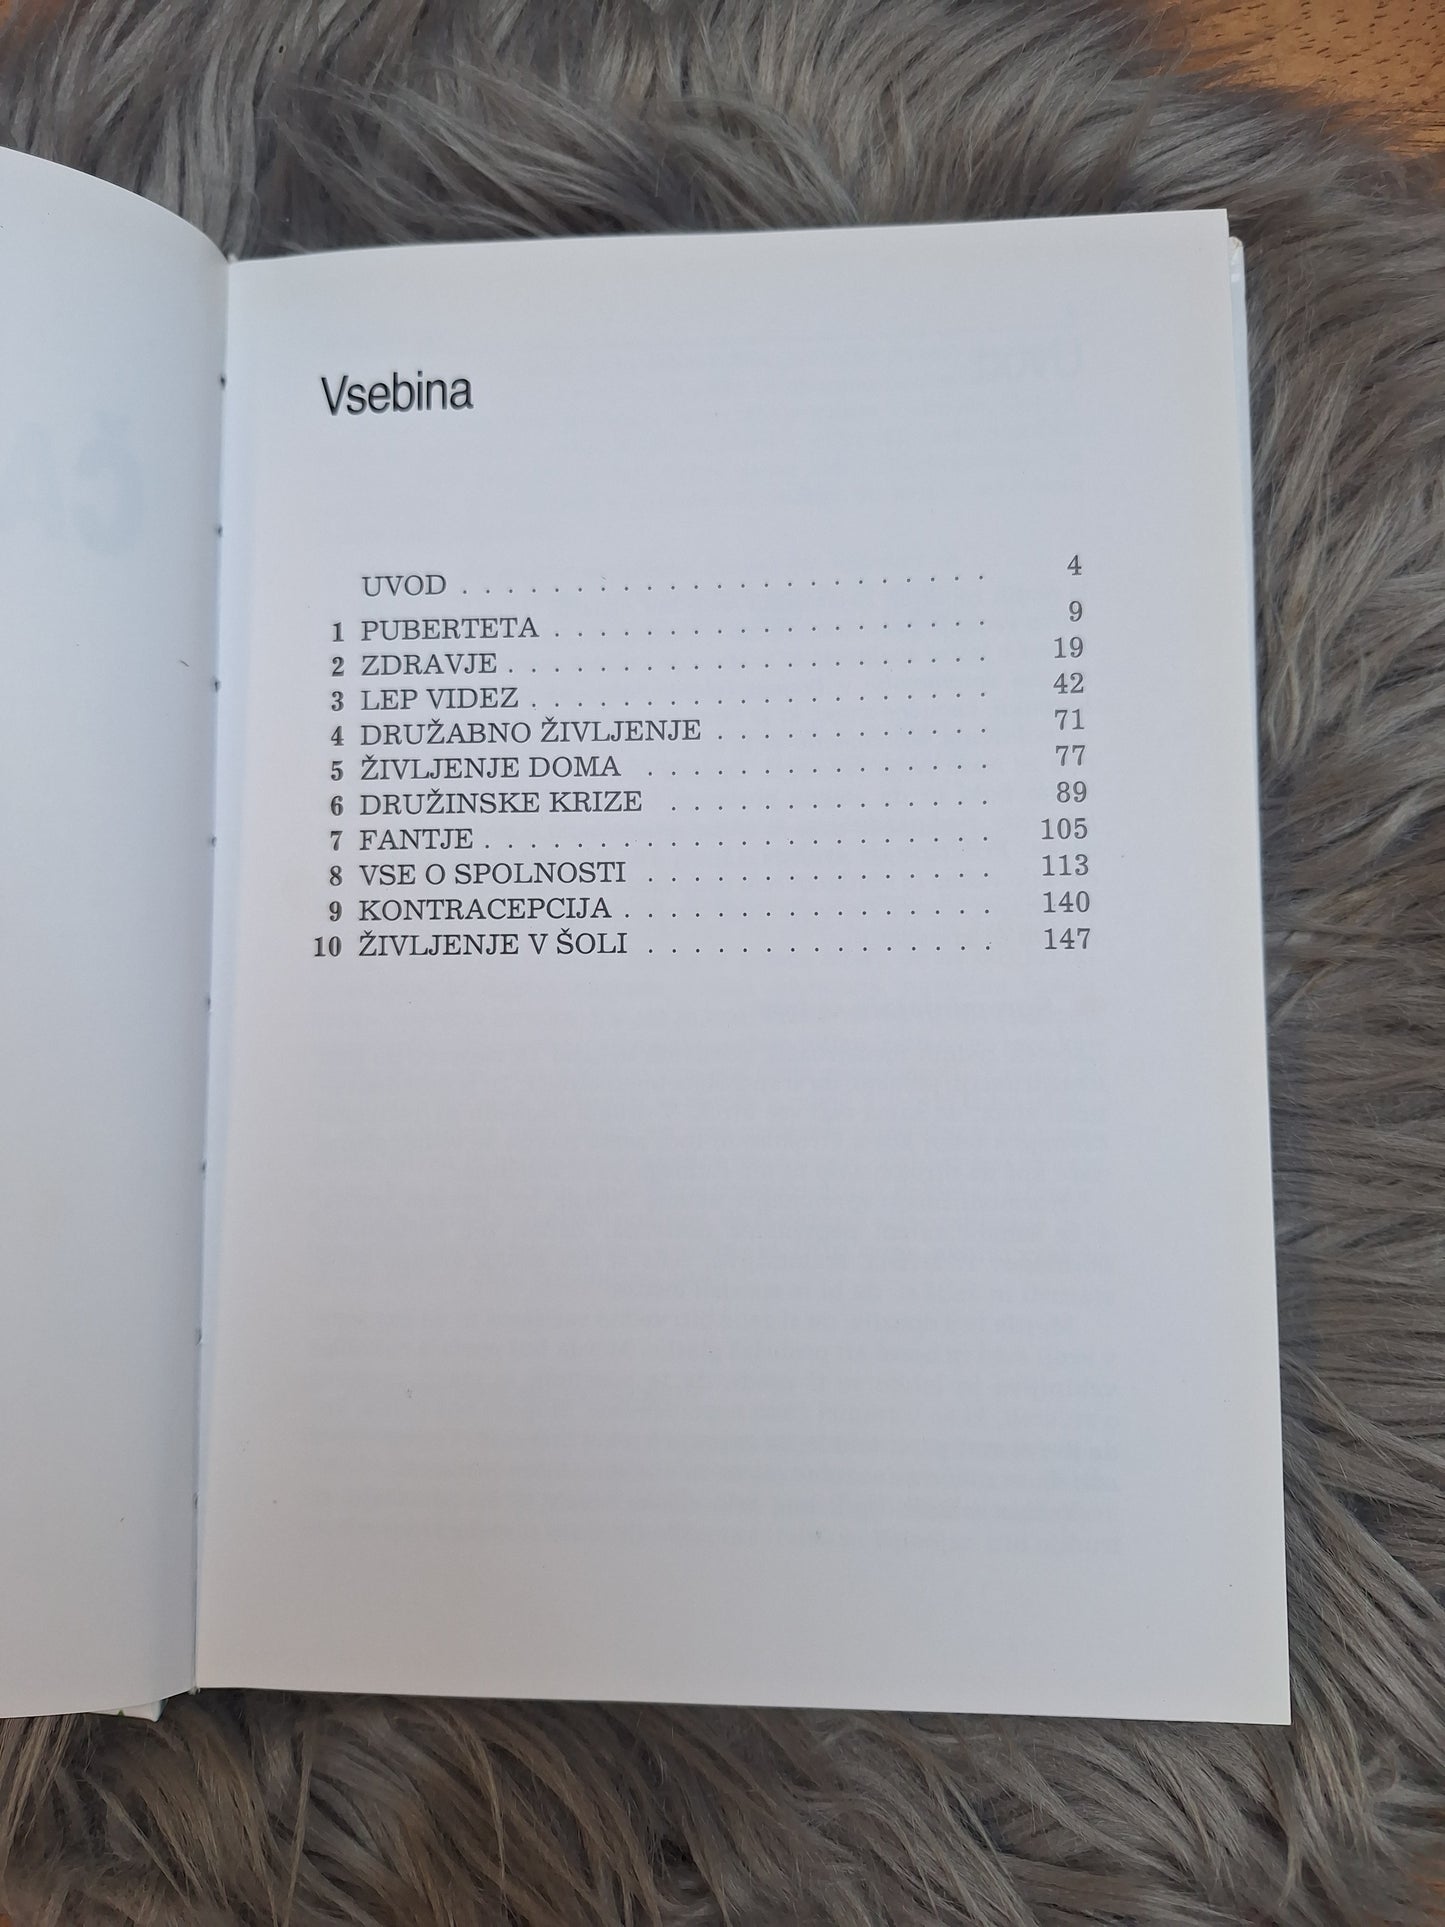 Vsebina
UVOD . . . . . . . . . . . . . . . . . . . . . . . 4
1 PUBERTETA . . . . . . . . . . . . . . . . . . . 9
2 ZDRAVJE . . . . . . . . . . . . . . . . . . . . . 19
3 LEP VIDEZ . . . . . . . . . . . . . . . . . . . . 42
4 DRUŽABNO ŽIVLJENJE . . . . . . . . . . . . 71
5 ŽIVLJENJE DOMA . . . . . . . . . . . . . . . 77
6 DRUŽINSKE KRIZE . . . . . . . . . . . . . . 89
7 FANTJE . . . . . . . . . . . . . . . . . . . . . . 105
8 VSE O SPOLNOSTI . . . . . . . . . . . . . . . 113
9 KONTRACEPCIJA . . . . . . . . . . . . . . . . 140
10 ŽIVLJENJE V ŠOLI . . . . . . . . . . . . . . . 147